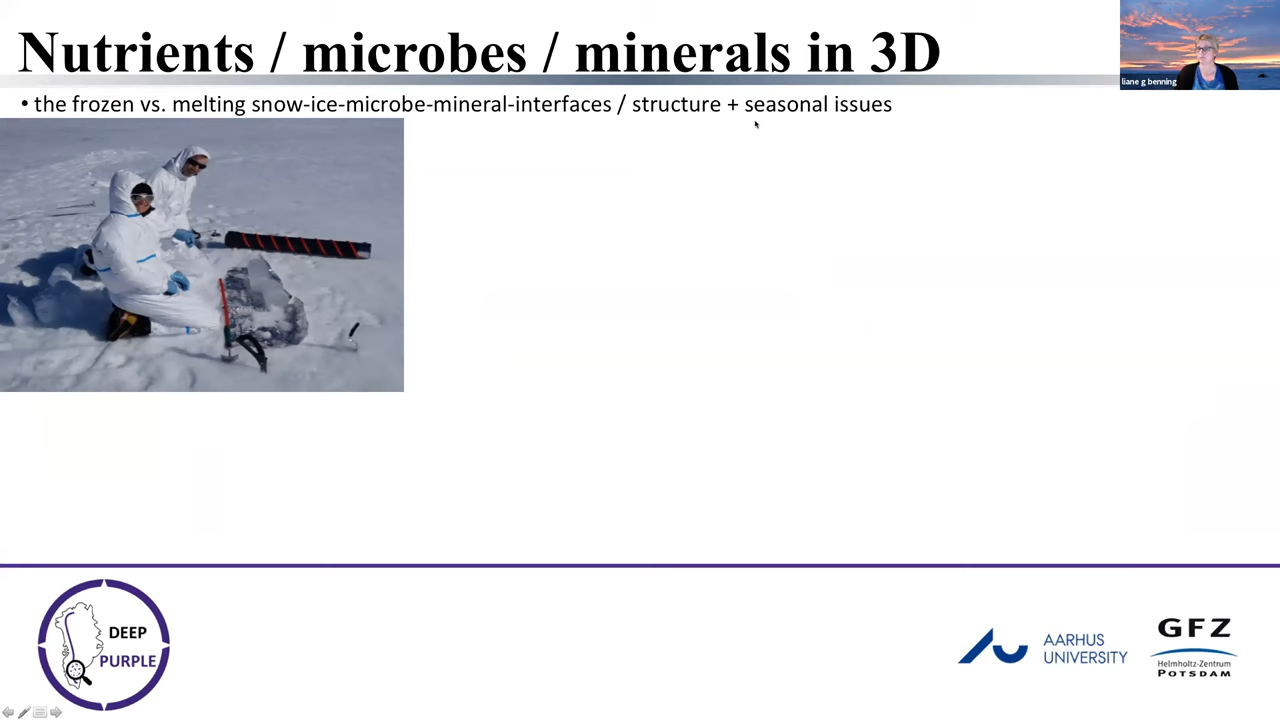 Nutrients / microbes / minerals in 3D
liane g benning
• the frozen vs. melting snow-ice-microbe-mineral-interfaces / structure + seasonal issues
DEEP
PURPLE
AARHUS
UNIVERSITY
GFZ
Helmholtz-Zentrum
POTSDAM